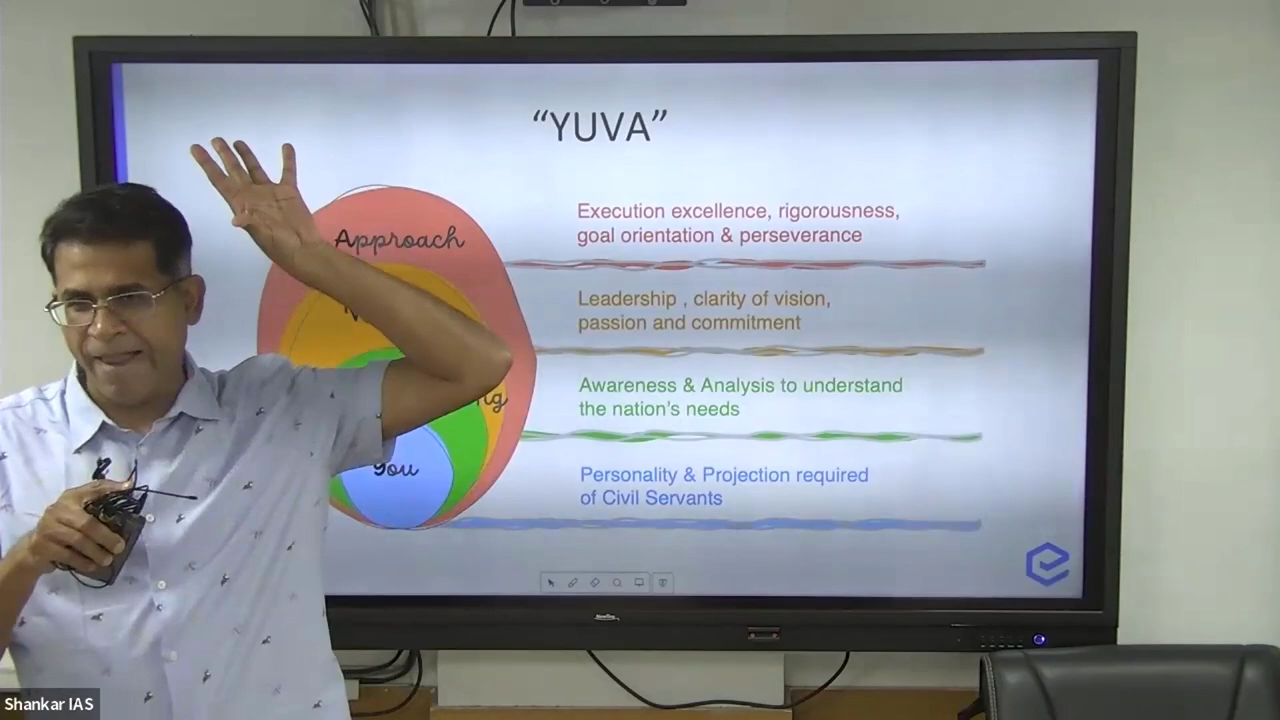 “YUVA”
Approach
Execution excellence, rigorousness,
goal orientation & perseverance
Leadership , clarity of vision,
passion and commitment
Awareness & Analysis to understand
the nation’s needs
you
Personality & Projection required
of Civil Servants
Shankar IAS